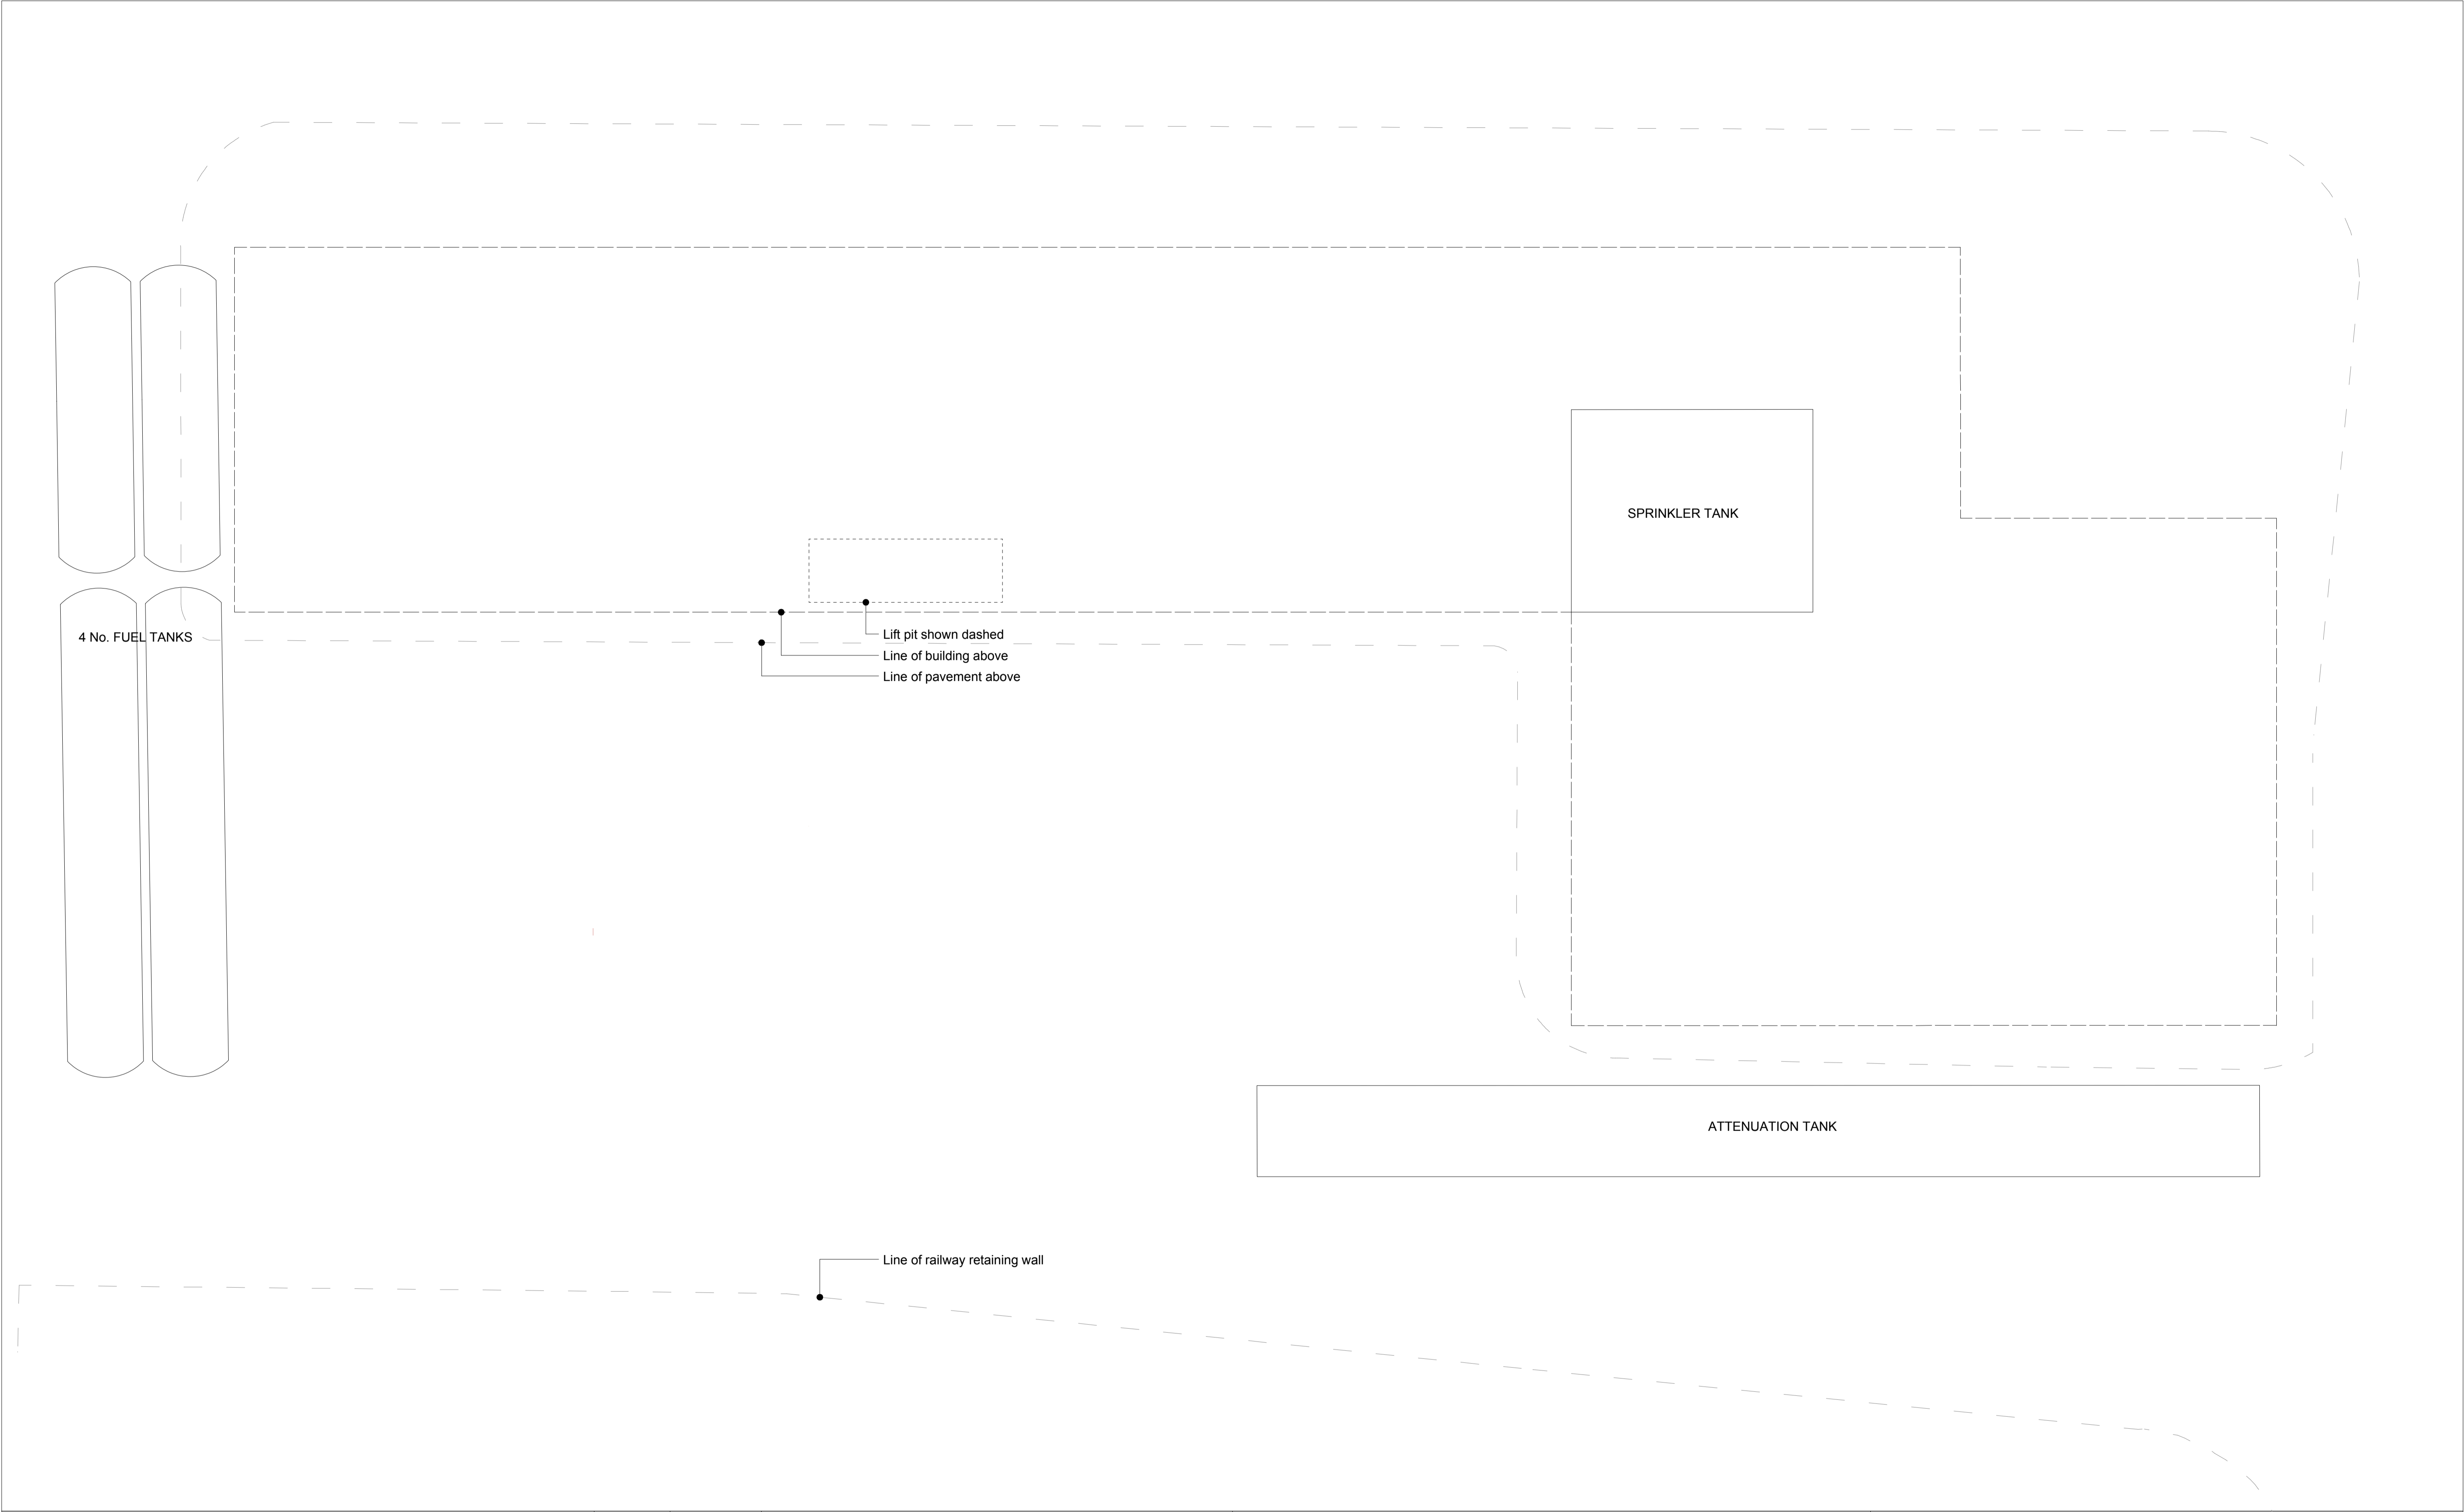 SPRINKLER TANK
4 No. FUEL TANKS
Lift pit shown dashed
Line of building above
Line of pavement above
ATTENUATION TANK
Line of railway retaining wall